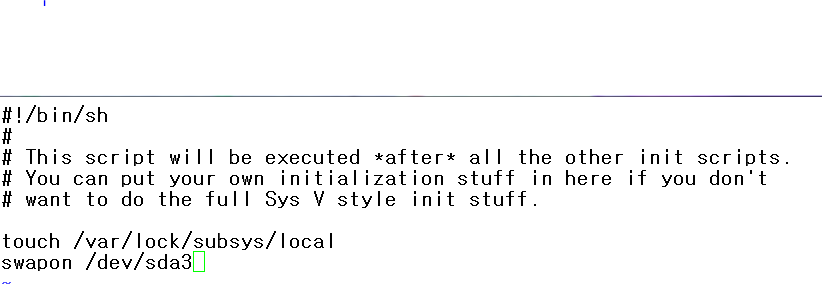 #!/bin/sh
#
# This script will be executed *after* all the other init scripts.
# You can put your own initialization stuff in here if you don't
# want to do the full Sys V style init stuff.
touch /var/lock/subsys/local
swapon /dev/sda3
~